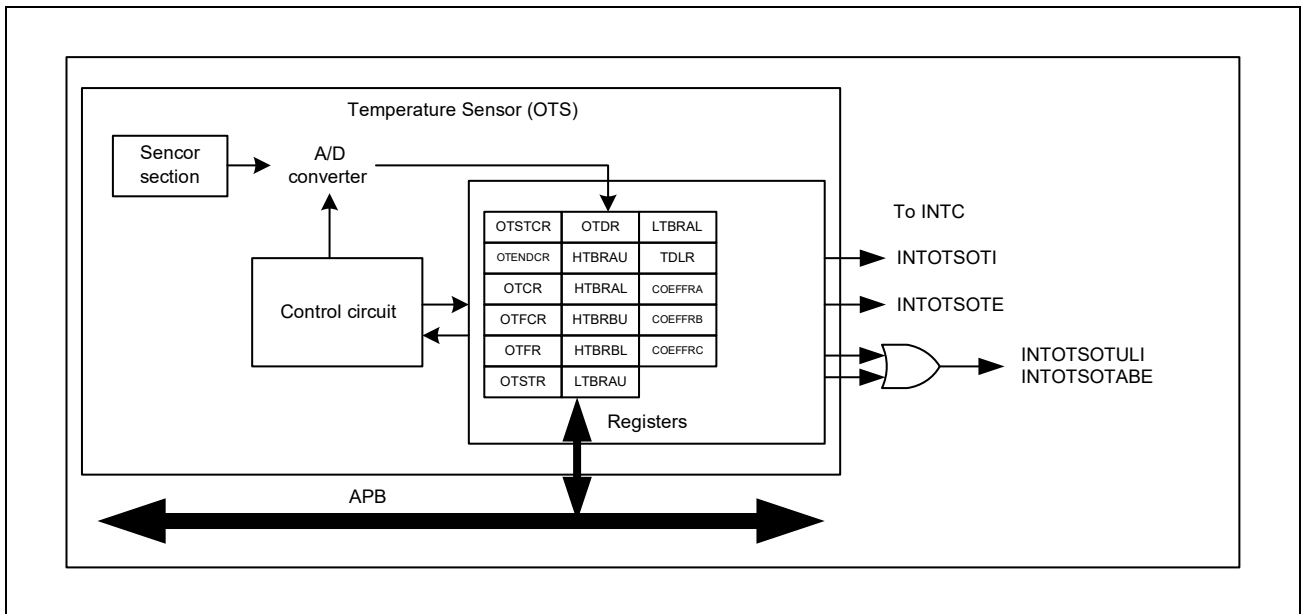 Temperature Sensor (OTS)
Sencor
section
A/D
converter
Control circuit
OTSTCR OTDR LTBRAL
OTENDCR HTBRAU TDLR
OTCR HTBRAL COEFFRA
OTFCR HTBRBU COEFFRB
OTFR HTBRBL COEFFRC
OTSTR LTBRAU
Registers
APB
To INTC
INTOTSOTI
INTOTSOTE
INTOTSOTULI
INTOTSOTABE